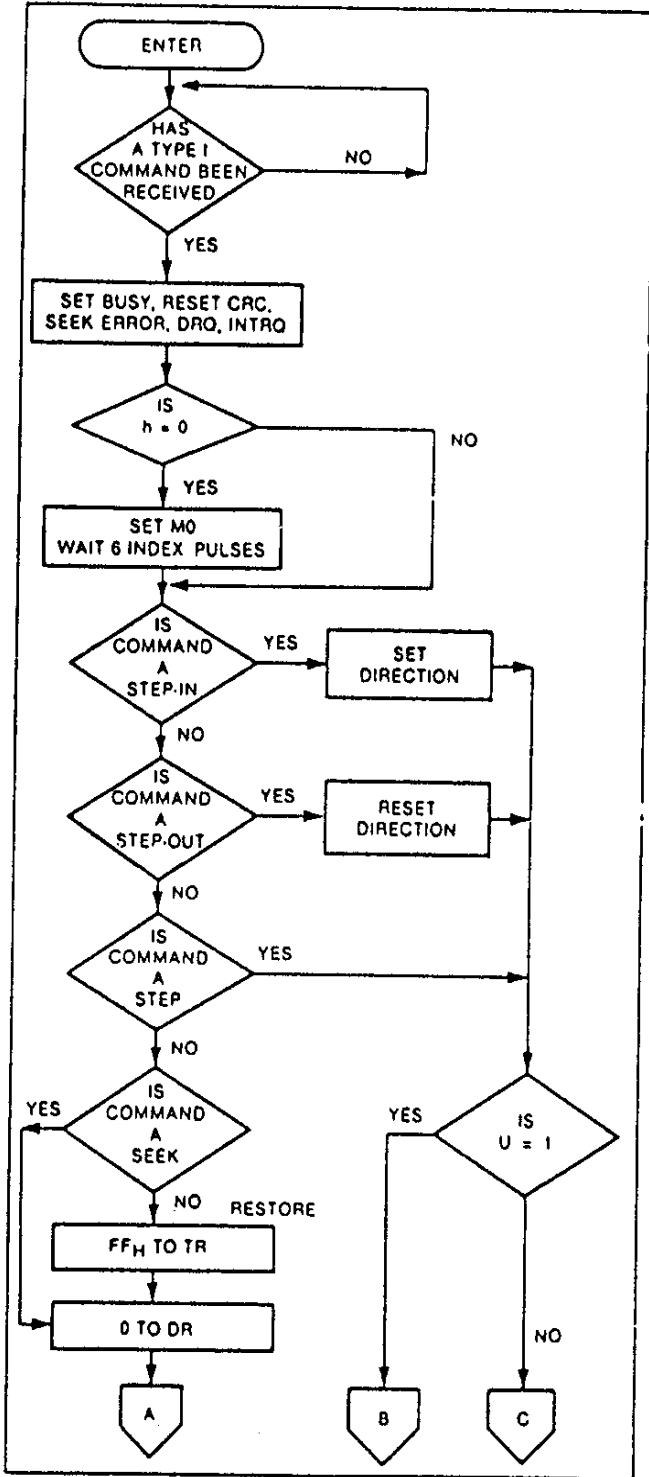 ENTER
HAS
A TYPE I
COMMAND BEEN
RECEIVED
NO
YES
SET BUSY, RESET CRC,
SEEK ERROR, DRQ, INTRQ
IS
h = 0
NO
YES
SET MO
WAIT 6 INDEX PULSES
IS
COMMAND
A
STEP-IN
YES
SET
DIRECTION
NO
IS
COMMAND
A
STEP-OUT
YES
RESET
DIRECTION
NO
IS
COMMAND
A
STEP
YES
NO
IS
COMMAND
A
SEEK
YES
IS
U = 1
YES
NO
RESTORE
FFH TO TR
0 TO DR
NO
A
B
C